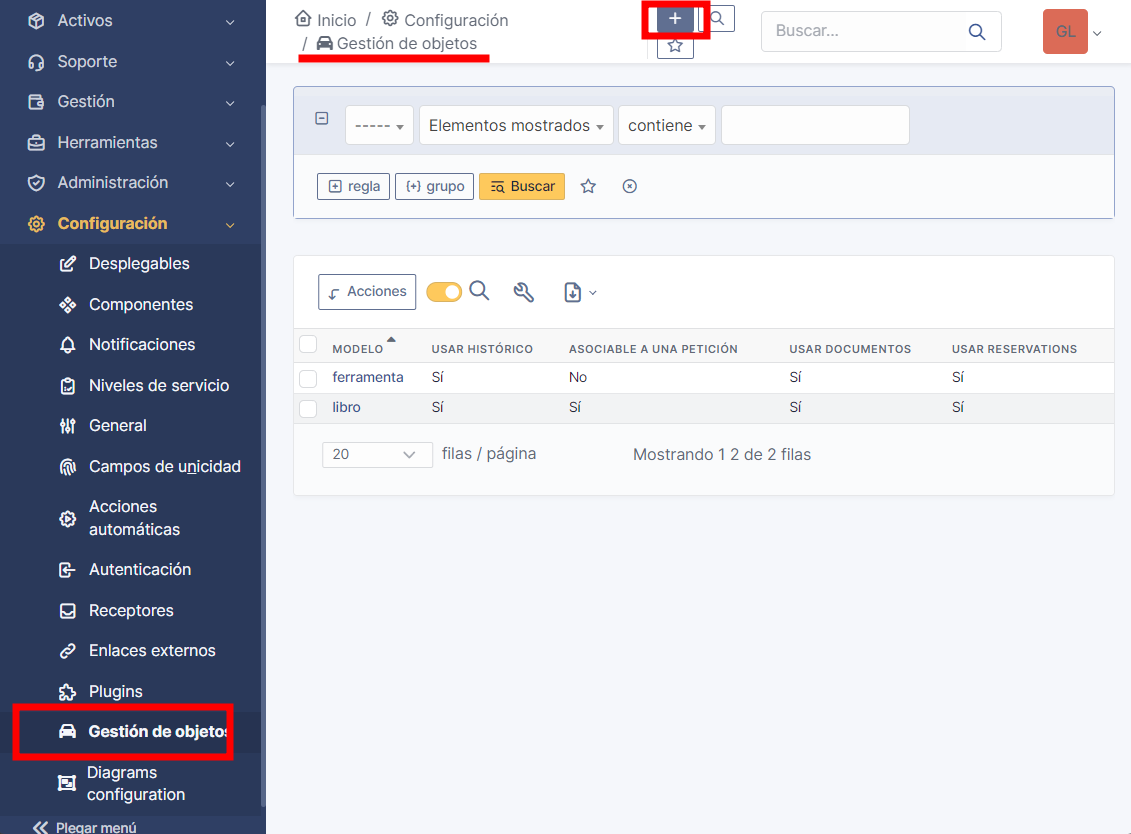 Activos
Soporte
Gestión
Herramientas
Administración
Configuración
Desplegables
Componentes
Notificaciones
Niveles de servicio
General
Campos de unicidad
Acciones
automáticas
Autenticación
Receptores
Enlaces externos
Plugins
Gestión de objetos
Diagrams
configuration
Plegar menú
Inicio / Configuración
/ Gestión de objetos
Buscar...
GL
----- Elementos mostrados contiene
regla {+} grupo Buscar
Acciones
MODELO USAR HISTÓRICO ASOCIABLE A UNA PETICIÓN USAR DOCUMENTOS USAR RESERVATIONS
ferramenta Sí No Sí Sí
libro Sí Sí Sí Sí
20 filas / página Mostrando 1 2 de 2 filas